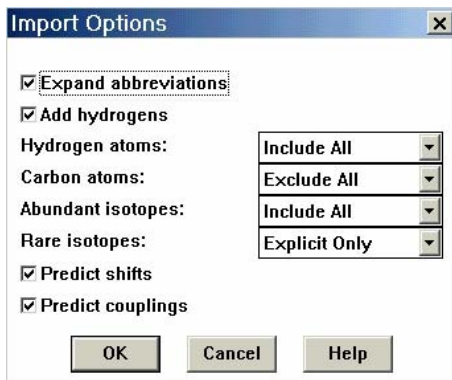 Import Options
Expand abbreviations
Add hydrogens
Hydrogen atoms: Include All
Carbon atoms: Exclude All
Abundant isotopes: Include All
Rare isotopes: Explicit Only
Predict shifts
Predict couplings
OK Cancel Help